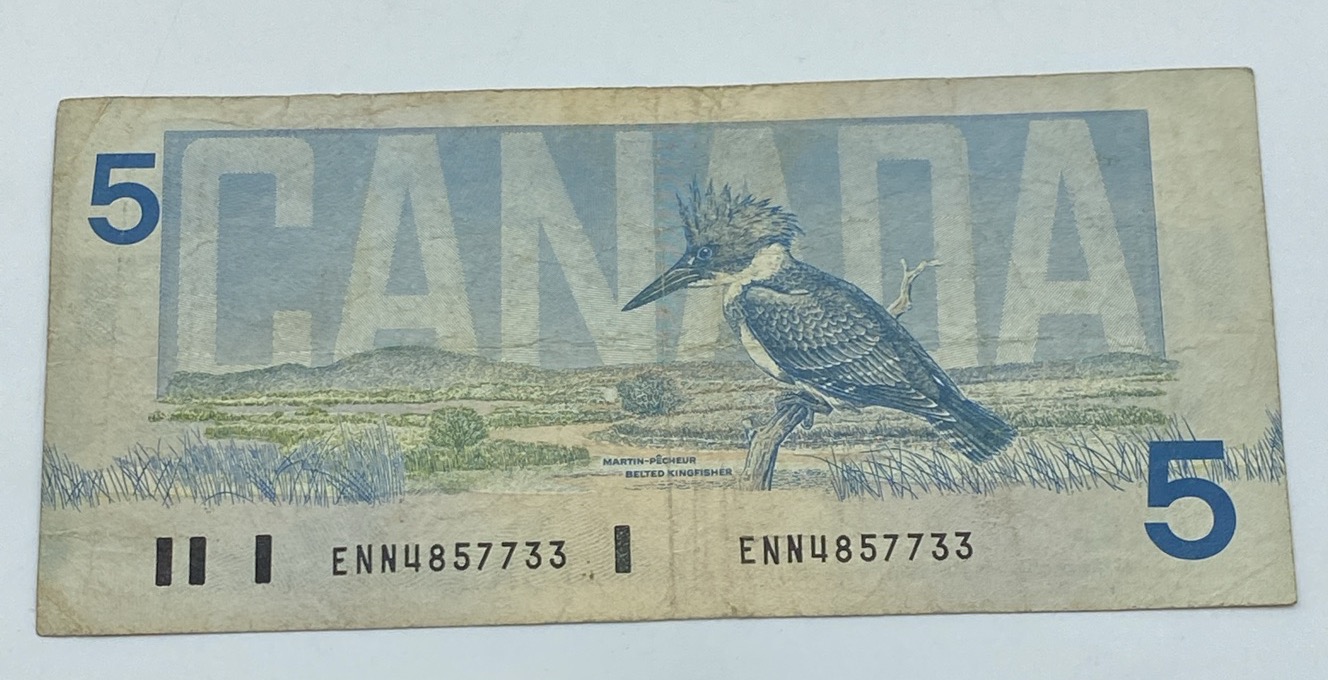 5
CANADA
MARTIN-PÊCHEUR
BELTED KINGFISHER
5
ENN4857733 ENN4857733